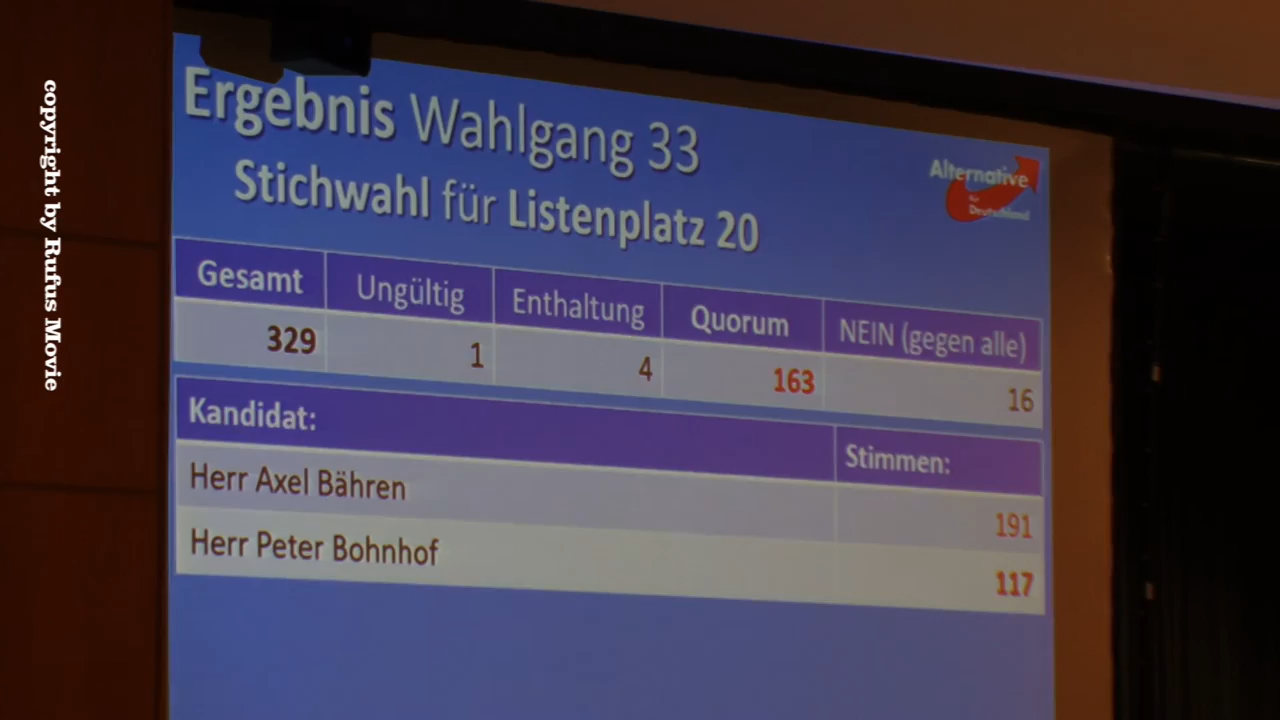 copyright by Rufus Movie
Ergebnis Wahlgang 33
Stichwahl für Listenplatz 20
Alternative
für
Deutschland
Gesamt Ungültig Enthaltung Quorum NEIN (gegen alle)
329 1 4 163 16
Kandidat: Stimmen:
Herr Axel Bähren 191
Herr Peter Bohnhof 117